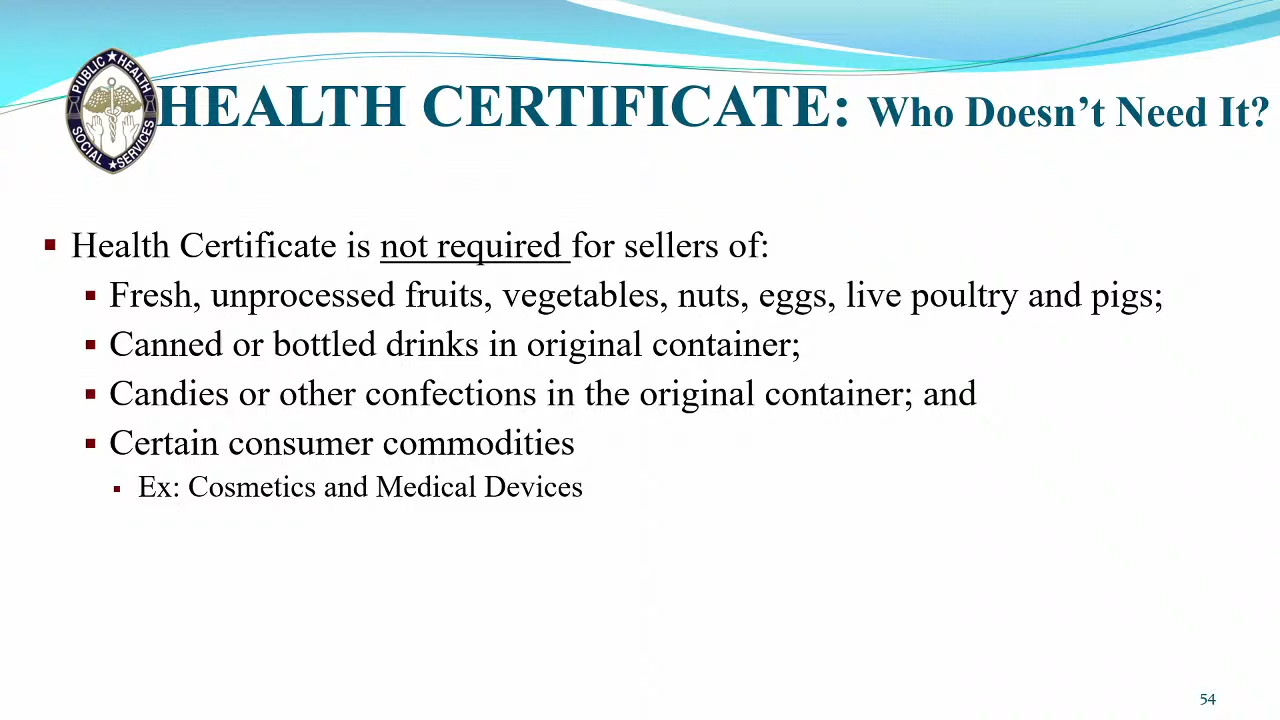 PUBLIC HEALTH
SOCIAL SERVICES
HEALTH CERTIFICATE: Who Doesn’t Need It?
Health Certificate is not required for sellers of:
Fresh, unprocessed fruits, vegetables, nuts, eggs, live poultry and pigs;
Canned or bottled drinks in original container;
Candies or other confections in the original container; and
Certain consumer commodities
Ex: Cosmetics and Medical Devices
54